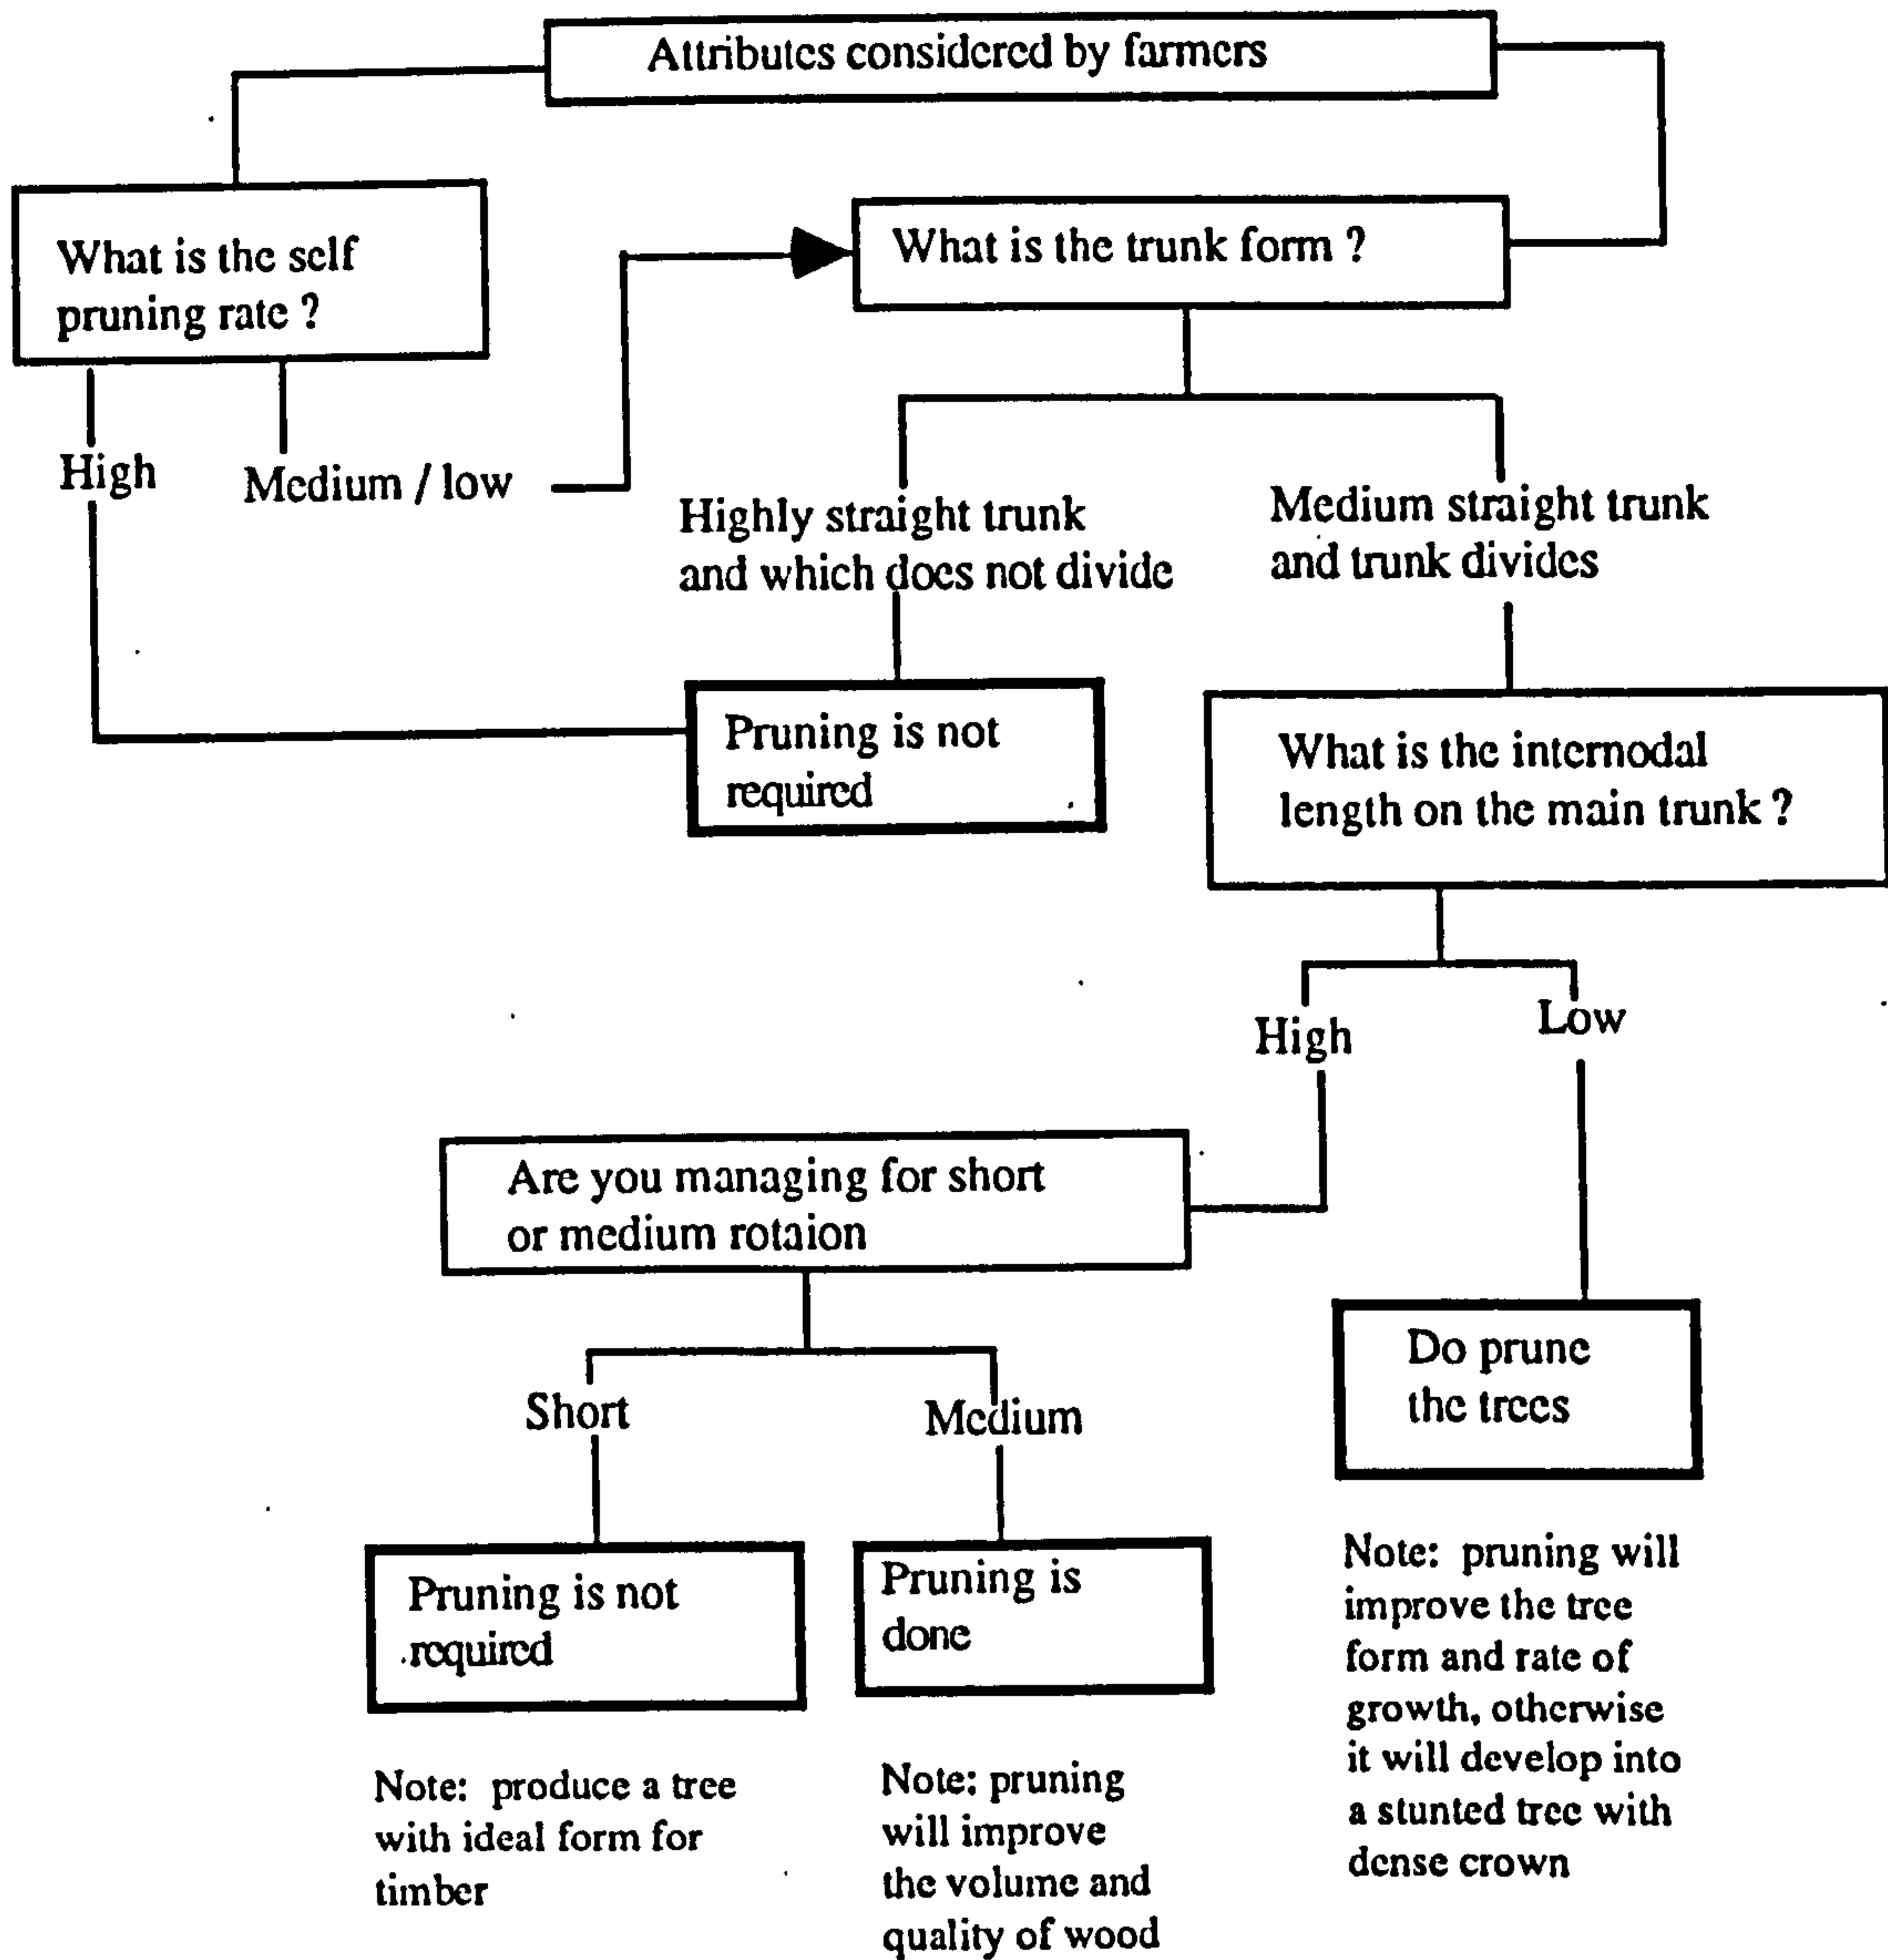 Attributes considered by farmers
What is the self
pruning rate ?
What is the trunk form ?
High
Medium / low
Highly straight trunk
and which does not divide
Medium straight trunk
and trunk divides
Pruning is not
required
What is the internodal
length on the main trunk ?
High
Low
Are you managing for short
or medium rotaion
Short
Medium
Do prune
the trees
Pruning is not
required
Pruning is
done
Note: pruning will
improve the tree
form and rate of
growth, otherwise
it will develop into
a stunted tree with
dense crown
Note: produce a tree
with ideal form for
timber
Note: pruning
will improve
the volume and
quality of wood